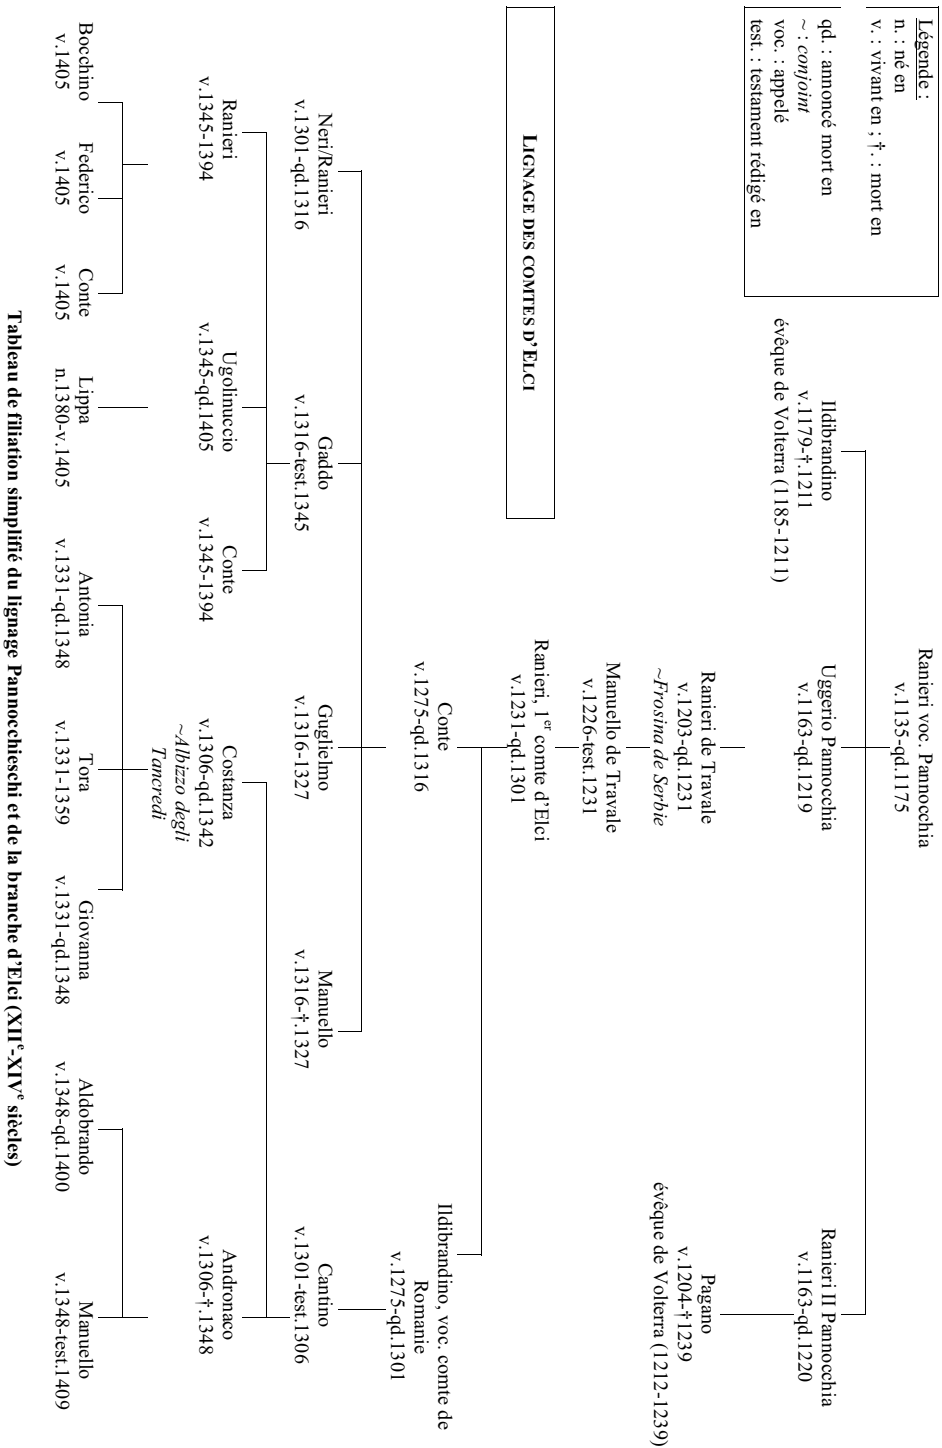 Légende :
n. : né en
v. : vivant en ; †. : mort en
qd. : annoncé mort en
~ : conjoint
voc. : appelé
test. : testament rédigé en
LIGNAGE DES COMTES D'ELCI
Ranieri voc. Pannocchia
v.1135-qd.1175
Ildibrandino
v.1179-†.1211
évêque de Volterra (1185-1211)
Uggerio Pannocchia
v.1163-qd.1219
Ranieri II Pannocchia
v.1163-qd.1220
Ranieri de Travale
v.1203-qd.1231
~Frosina de Serbie
Pagano
v.1204-†1239
évêque de Volterra (1212-1239)
Manuello de Travale
v.1226-test.1231
Ranieri, 1er comte d'Elci
v.1231-qd.1301
Conte
v.1275-qd.1316
Ildibrandino, voc. comte de
Romanie
v.1275-qd.1301
Neri/Ranieri
v.1301-qd.1316
Gaddo
v.1316-test.1345
Guglielmo
v.1316-1327
Manuello
v.1316-†.1327
Cantino
v.1301-test.1306
Ranieri
v.1345-1394
Ugolinuccio
v.1345-qd.1405
Conte
v.1345-1394
Costanza
v.1306-qd.1342
~Albizzo degli
Tancredi
Andronaco
v.1306-†.1348
Bocchino
v.1405
Federico
v.1405
Conte
v.1405
Lippa
n.1380-v.1405
Antonia
v.1331-qd.1348
Tora
v.1331-1359
Giovanna
v.1331-qd.1348
Aldobrando
v.1348-qd.1400
Manuello
v.1348-test.1409
Tableau de filiation simplifié du lignage Pannochieschi et de la branche d'Elci (XIIe-XIVe siècles)